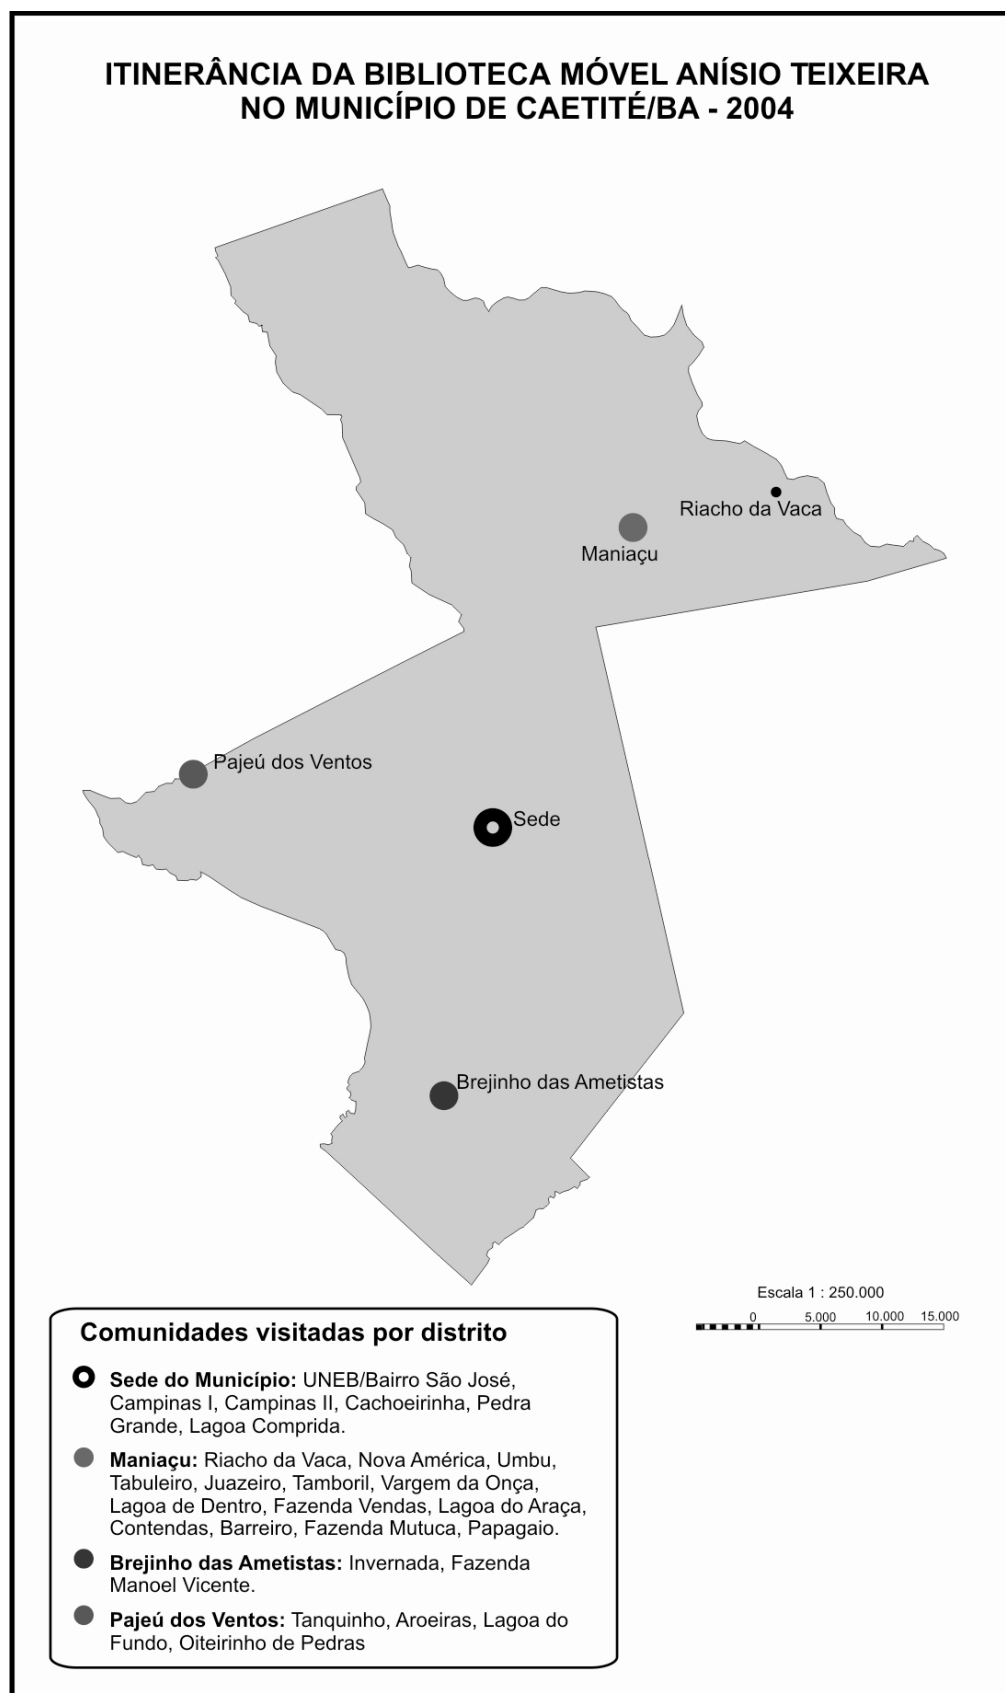 ITINERÂNCIA DA BIBLIOTECA MÓVEL ANÍSIO TEIXEIRA
NO MUNICÍPIO DE CAETITÉ/BA - 2004
Riacho da Vaca
Maniaçu
Pajeú dos Ventos
Sede
Brejinho das Ametistas
Escala 1 : 250.000
0 5.000 10.000 15.000
Comunidades visitadas por distrito
Sede do Município: UNEB/Bairro São José,
Campinas I, Campinas II, Cachoeirinha, Pedra
Grande, Lagoa Comprida.
Maniaçu: Riacho da Vaca, Nova América, Umbu,
Tabuleiro, Juazeiro, Tamboril, Vargem da Onça,
Lagoa de Dentro, Fazenda Vendas, Lagoa do Araça,
Contendas, Barreiro, Fazenda Mutuca, Papagaio.
Brejinho das Ametistas: Invernada, Fazenda
Manoel Vicente.
Pajeú dos Ventos: Tanquinho, Aroeiras, Lagoa do
Fundo, Oiteirinho de Pedras